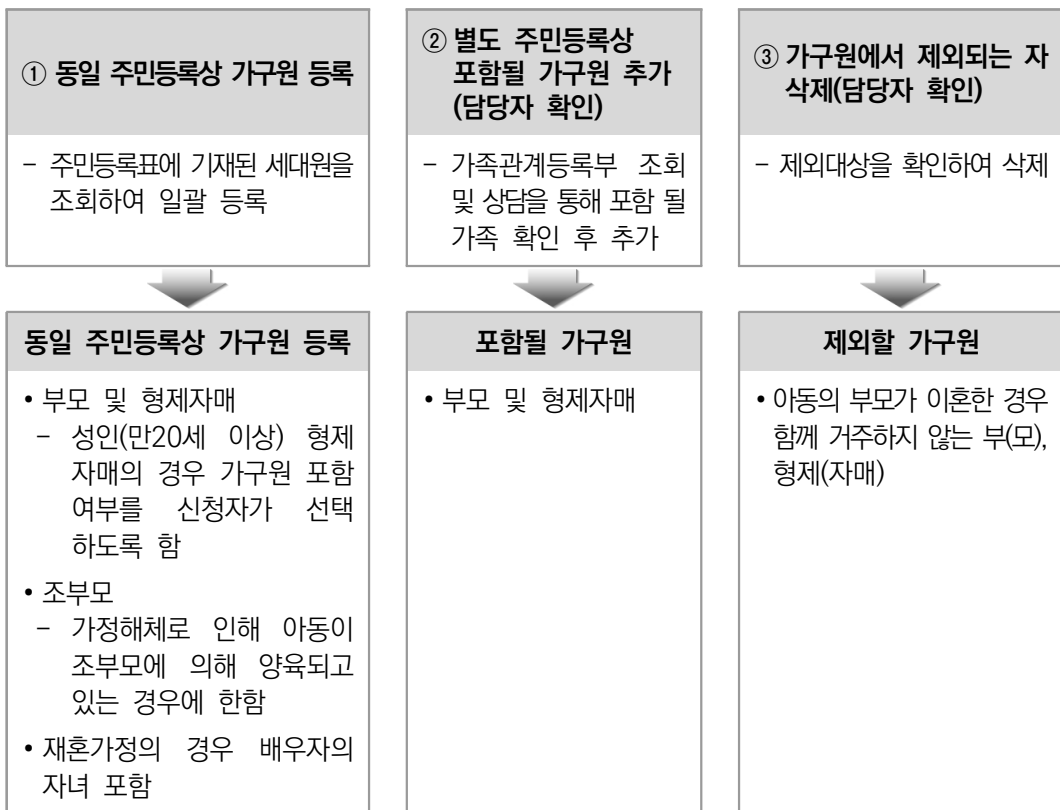 ① 동일 주민등록상 가구원 등록
- 주민등록표에 기재된 세대원을
조회하여 일괄 등록
② 별도 주민등록상
포함될 가구원 추가
(담당자 확인)
- 가족관계등록부 조회
및 상담을 통해 포함 될
가족 확인 후 추가
③ 가구원에서 제외되는 자
삭제(담당자 확인)
- 제외대상을 확인하여 삭제
동일 주민등록상 가구원 등록
• 부모 및 형제자매
- 성인(만20세 이상) 형제
자매의 경우 가구원 포함
여부를 신청자가 선택
하도록 함
• 조부모
- 가정해체로 인해 아동이
조부모에 의해 양육되고
있는 경우에 한함
• 재혼가정의 경우 배우자의
자녀 포함
포함될 가구원
• 부모 및 형제자매
제외할 가구원
• 아동의 부모가 이혼한 경우
함께 거주하지 않는 부(모),
형제(자매)